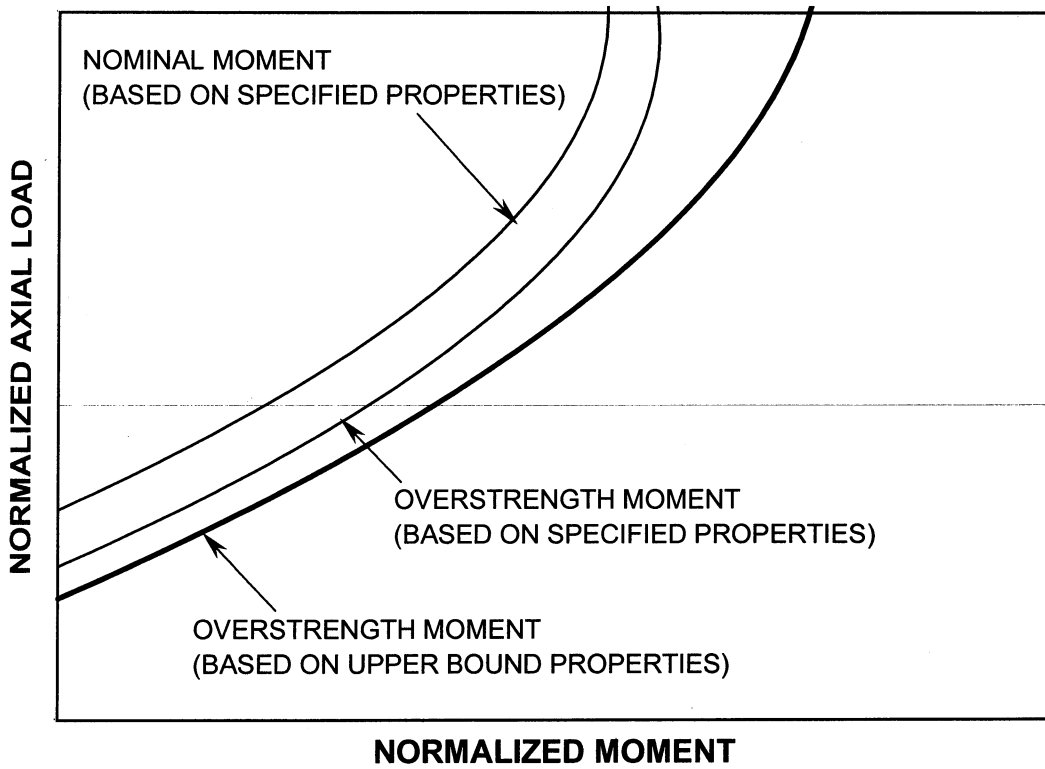 NOMINAL MOMENT
(BASED ON SPECIFIED PROPERTIES)
NORMALIZED AXIAL LOAD
OVERSTRENGTH MOMENT
(BASED ON SPECIFIED PROPERTIES)
OVERSTRENGTH MOMENT
(BASED ON UPPER BOUND PROPERTIES)
NORMALIZED MOMENT